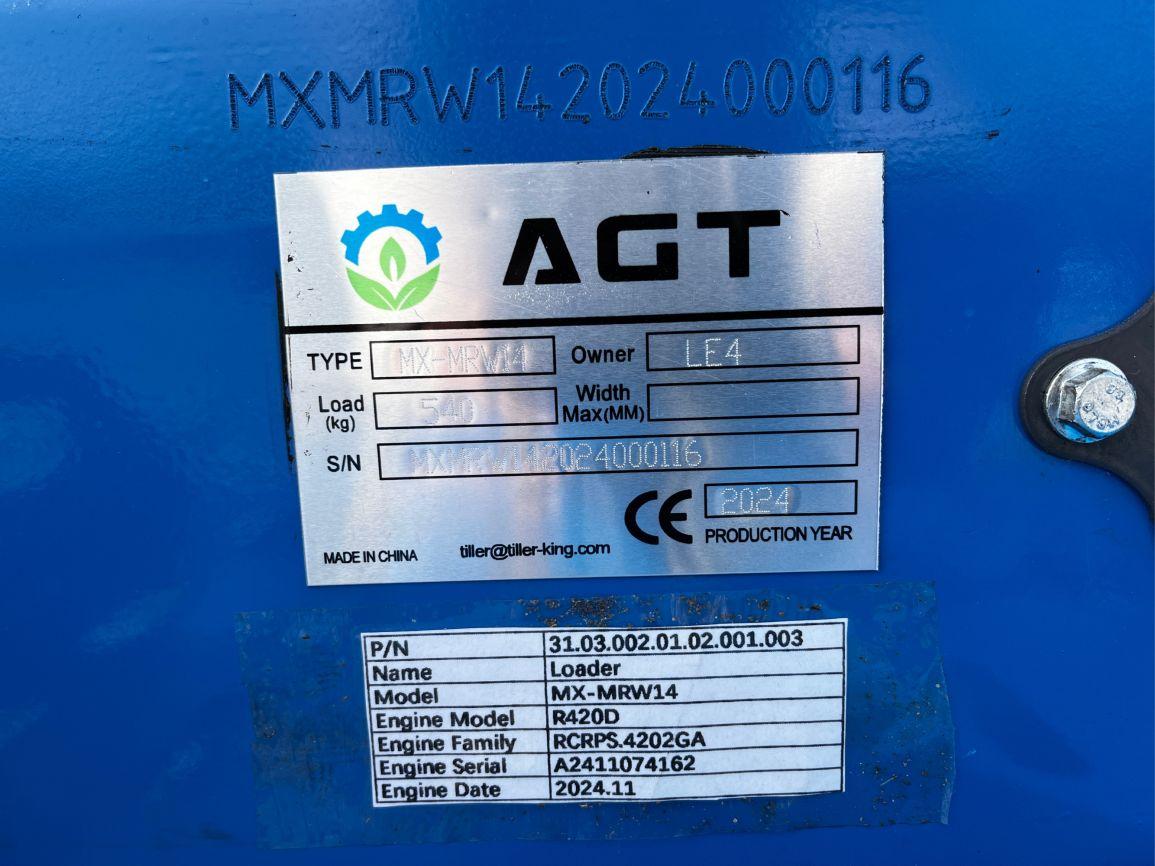 MXMRW142024000116
AGT
TYPE MX-MRW14 Owner LE4
Load (kg) 540 Width Max(MM)
S/N MXMRW142024000116
CE 2024
PRODUCTION YEAR
MADE IN CHINA tiller@tiller-king.com
P/N 31.03.002.01.02.001.003
Name Loader
Model MX-MRW14
Engine Model R420D
Engine Family RCRPS.4202GA
Engine Serial A2411074162
Engine Date 2024.11